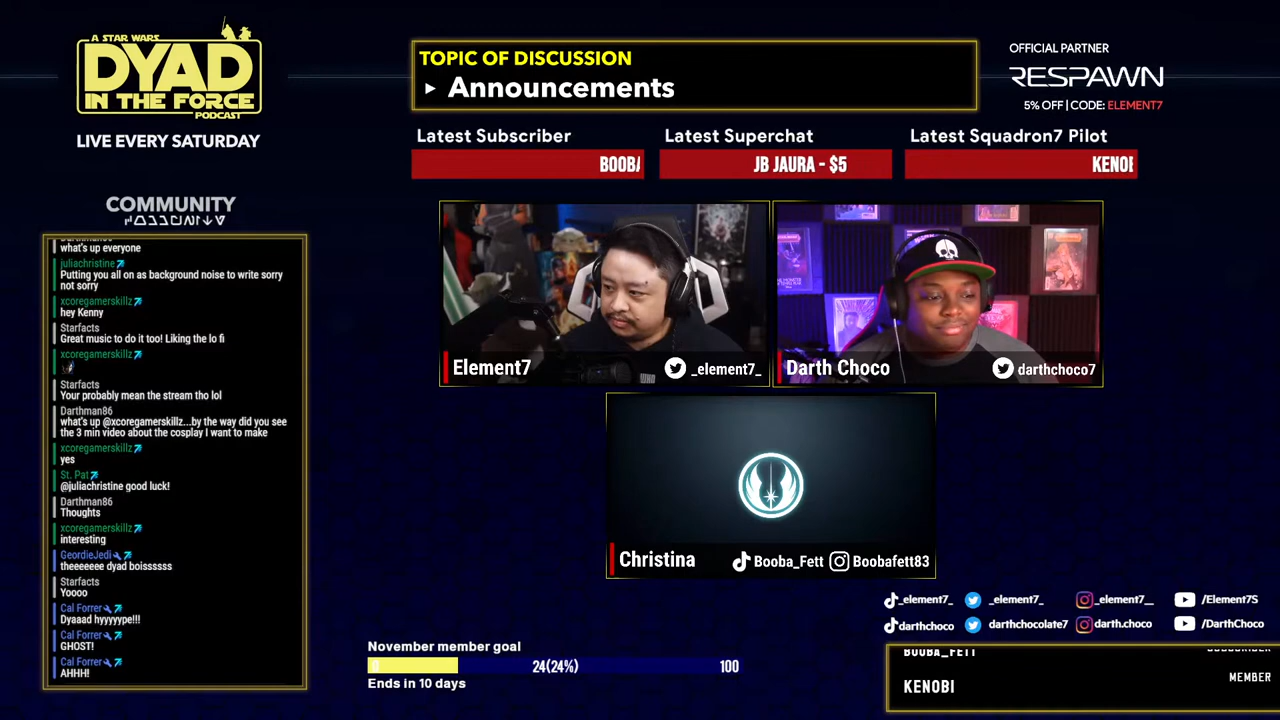 A STAR WARS
DYAD
IN THE FORCE
PODCAST
LIVE EVERY SATURDAY
TOPIC OF DISCUSSION
Announcements
OFFICIAL PARTNER
RESPAWN
5% OFF | CODE: ELEMENT7
Latest Subscriber
Latest Superchat
Latest Squadron7 Pilot
BOOBA
JB JAURA - $5
KENOB
COMMUNITY
what's up everyone
juliachristine
Putting you all on as background noise to write sorry
not sorry
xcoregamerskillz
hey Kenny
Starfacts
Great music to do it too! Liking the lo fi
xcoregamerskillz
Starfacts
Your probably mean the stream tho lol
Darthman86
what's up @xcoregamerskillz...by the way did you see
the 3 min video about the cosplay I want to make
xcoregamerskillz
yes
St. Pat
@juliachristine good luck!
Darthman86
Thoughts
xcoregamerskillz
interesting
GeordieJedi
theeeeeee dyad boisssss
Starfacts
Yoooo
Cal Forrer
Dyaaad hyyyyype!!!
Cal Forrer
GHOST!
Cal Forrer
AHHH!
Element7
_element7_
Darth Choco
darthchoco7
Christina
Booba_Fett
Boobafett83
November member goal
0
24(24%)
100
Ends in 10 days
_element7_
_element7_
_element7__
/Element7S
darthchoco
darthchocolate7
darth.choco
/DarthChoco
BOOBA_FETT
SUBSCRIBER
KENOBI
MEMBER